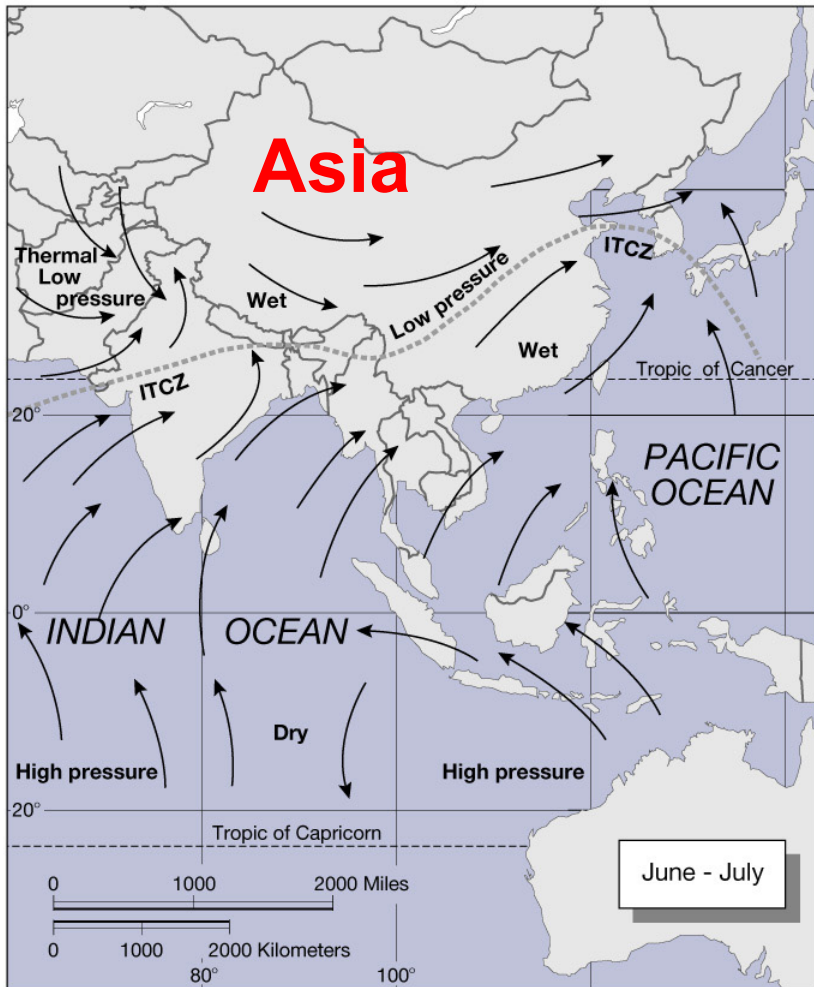 Asia
Thermal
Low
pressure
Wet
Low pressure
ITCZ
Wet
ITCZ
Tropic of Cancer
20°
PACIFIC
OCEAN
0°
INDIAN OCEAN
Dry
High pressure
High pressure
20°
Tropic of Capricorn
June - July
0 1000 2000 Miles
0 1000 2000 Kilometers
80° 100°